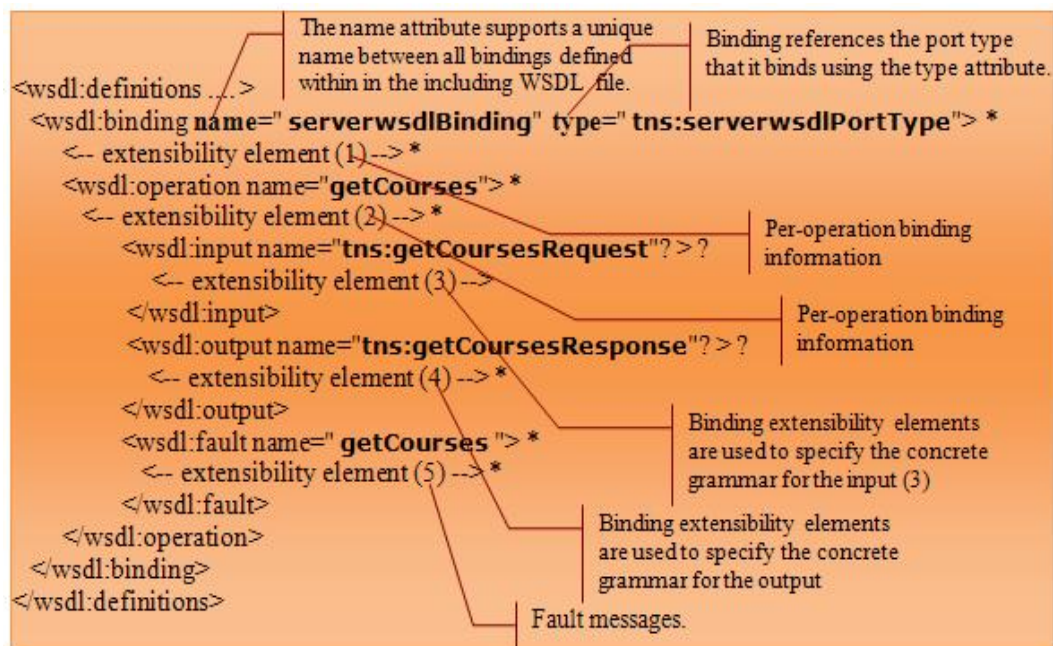 The name attribute supports a unique
name between all bindings defined
within in the including WSDL file.
Binding references the port type
that it binds using the type attribute.
<wsdl:definitions .... >
<wsdl:binding name=" serverwsdlBinding" type=" tns:serverwsdlPortType"> *
<-- extensibility element (1) --> *
<wsdl:operation name="getCourses"> *
<-- extensibility element (2) --> *
Per-operation binding
information
<wsdl:input name="tns:getCoursesRequest"? > ?
<-- extensibility element (3) -->
</wsdl:input>
Per-operation binding
information
<wsdl:output name="tns:getCoursesResponse"? > ?
<-- extensibility element (4) --> *
</wsdl:output>
Binding extensibility elements
are used to specify the concrete
grammar for the input (3)
<wsdl:fault name=" getCourses "> *
<-- extensibility element (5) --> *
</wsdl:fault>
</wsdl:operation>
</wsdl:binding>
</wsdl:definitions>
Binding extensibility elements
are used to specify the concrete
grammar for the output
Fault messages.